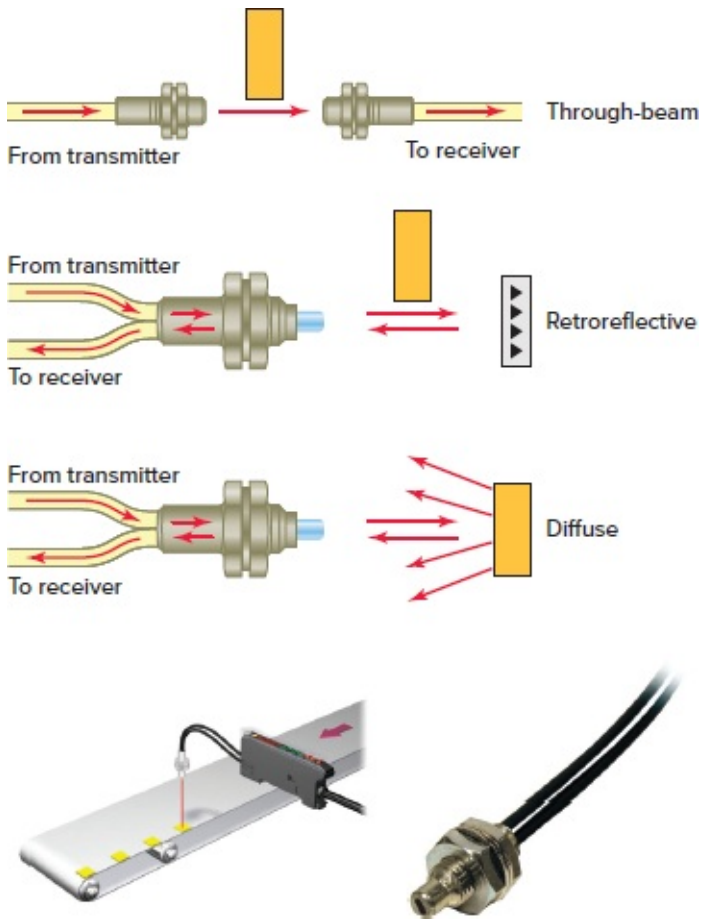 Through-beam
From transmitter
To receiver
From transmitter
Retroreflective
To receiver
From transmitter
Diffuse
To receiver